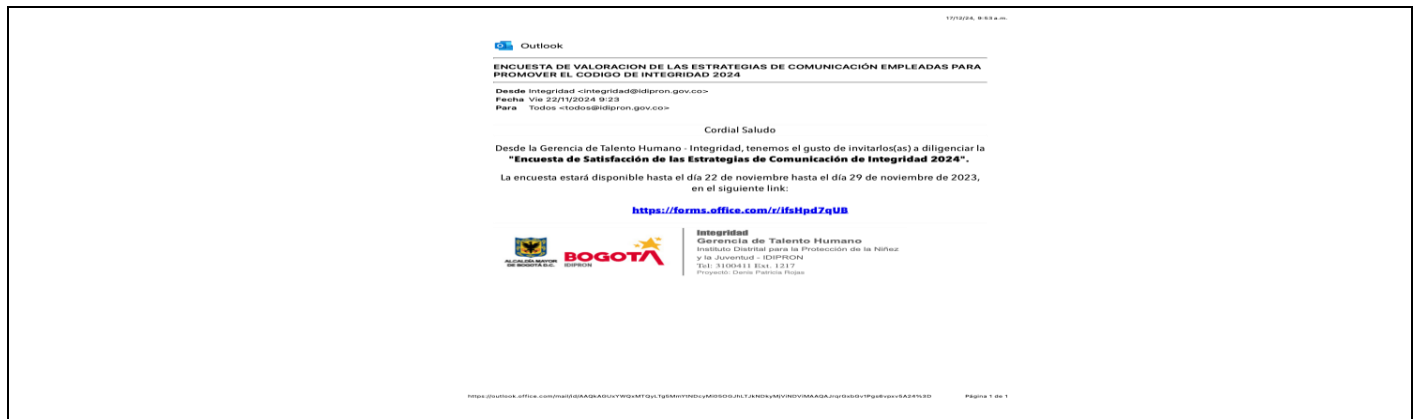 17/12/24, 9:53 a.m.
Outlook
ENCUESTA DE VALORACION DE LAS ESTRATEGIAS DE COMUNICACIÓN EMPLEADAS PARA
PROMOVER EL CODIGO DE INTEGRIDAD 2024
Desde Integridad <integridad@idipron.gov.co>
Fecha Vie 22/11/2024 9:23
Para Todos <todos@idipron.gov.co>
Cordial Saludo
Desde la Gerencia de Talento Humano - Integridad, tenemos el gusto de invitarlos(as) a diligenciar la
"Encuesta de Satisfacción de las Estrategias de Comunicación de Integridad 2024".
La encuesta estará disponible hasta el día 22 de noviembre hasta el día 29 de noviembre de 2023,
en el siguiente link:
https://forms.office.com/r/ifsHpd7qUB
ALCALDÍA MAYOR
DE BOGOTÁ D.C.
BOGOTÁ
IDIPRON
Integridad
Gerencia de Talento Humano
Instituto Distrital para la Protección de la Niñez
y la Juventud - IDIPRON
Tel: 3100411 Ext. 1217
Proyectó: Denis Patricia Rojas
Página 1 de 1